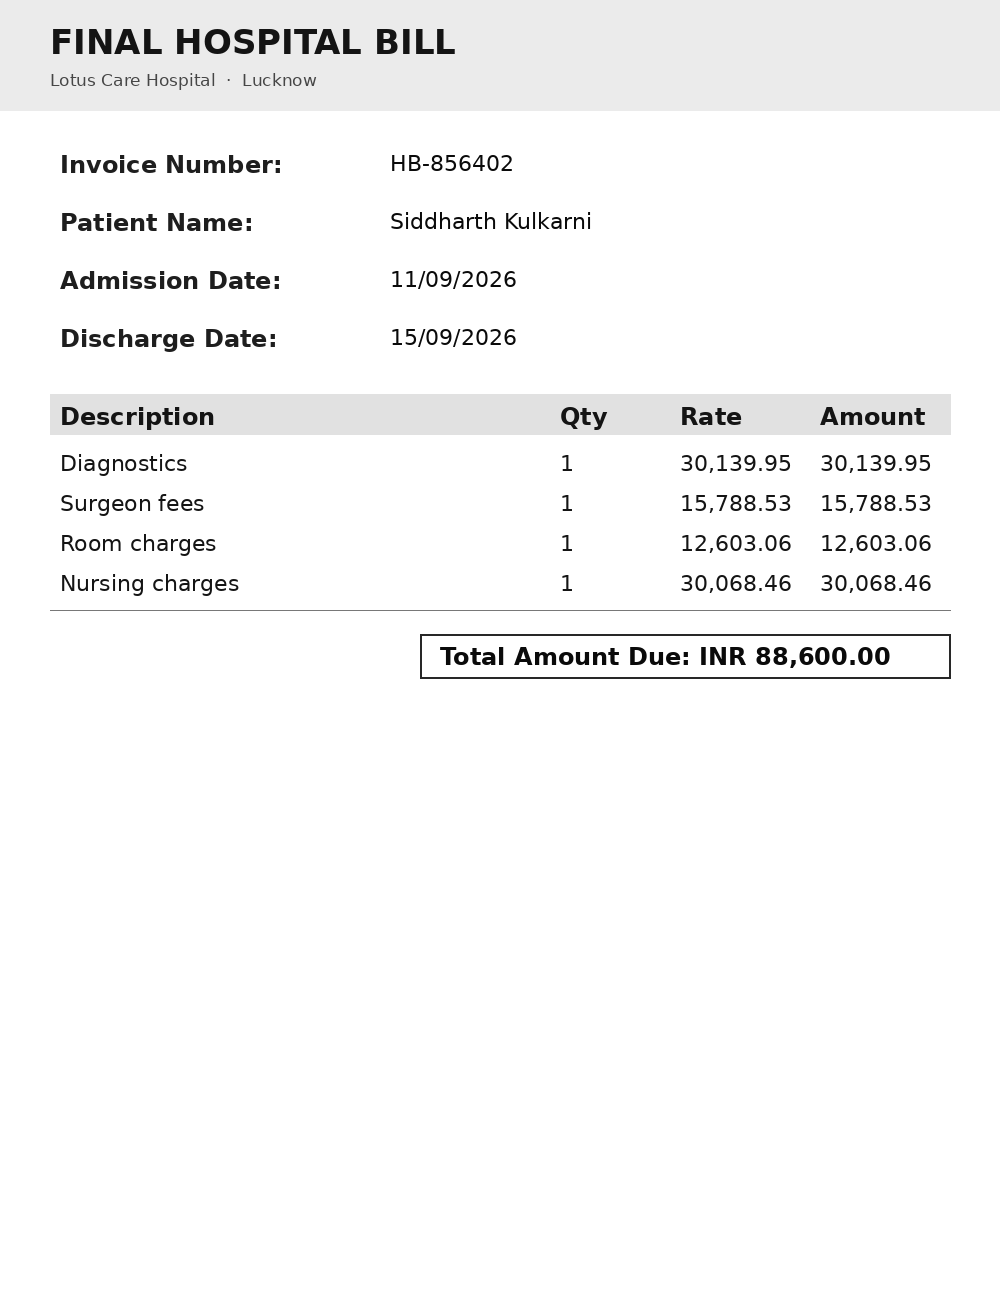 FINAL HOSPITAL BILL
Lotus Care Hospital · Lucknow
Invoice Number: HB-856402
Patient Name: Siddharth Kulkarni
Admission Date: 11/09/2026
Discharge Date: 15/09/2026
Description Qty Rate Amount
Diagnostics 1 30,139.95 30,139.95
Surgeon fees 1 15,788.53 15,788.53
Room charges 1 12,603.06 12,603.06
Nursing charges 1 30,068.46 30,068.46
Total Amount Due: INR 88,600.00